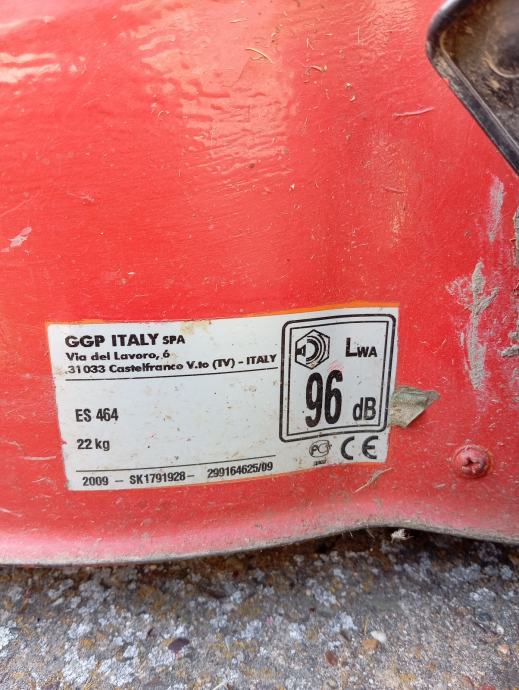 GGP ITALY SPA
Via del Lavoro, 6
31033 Castelfranco V.to (TV) - ITALY
ES 464
22 kg
2009 - SK1791928- 299164625/09
LWA
96 dB
CE